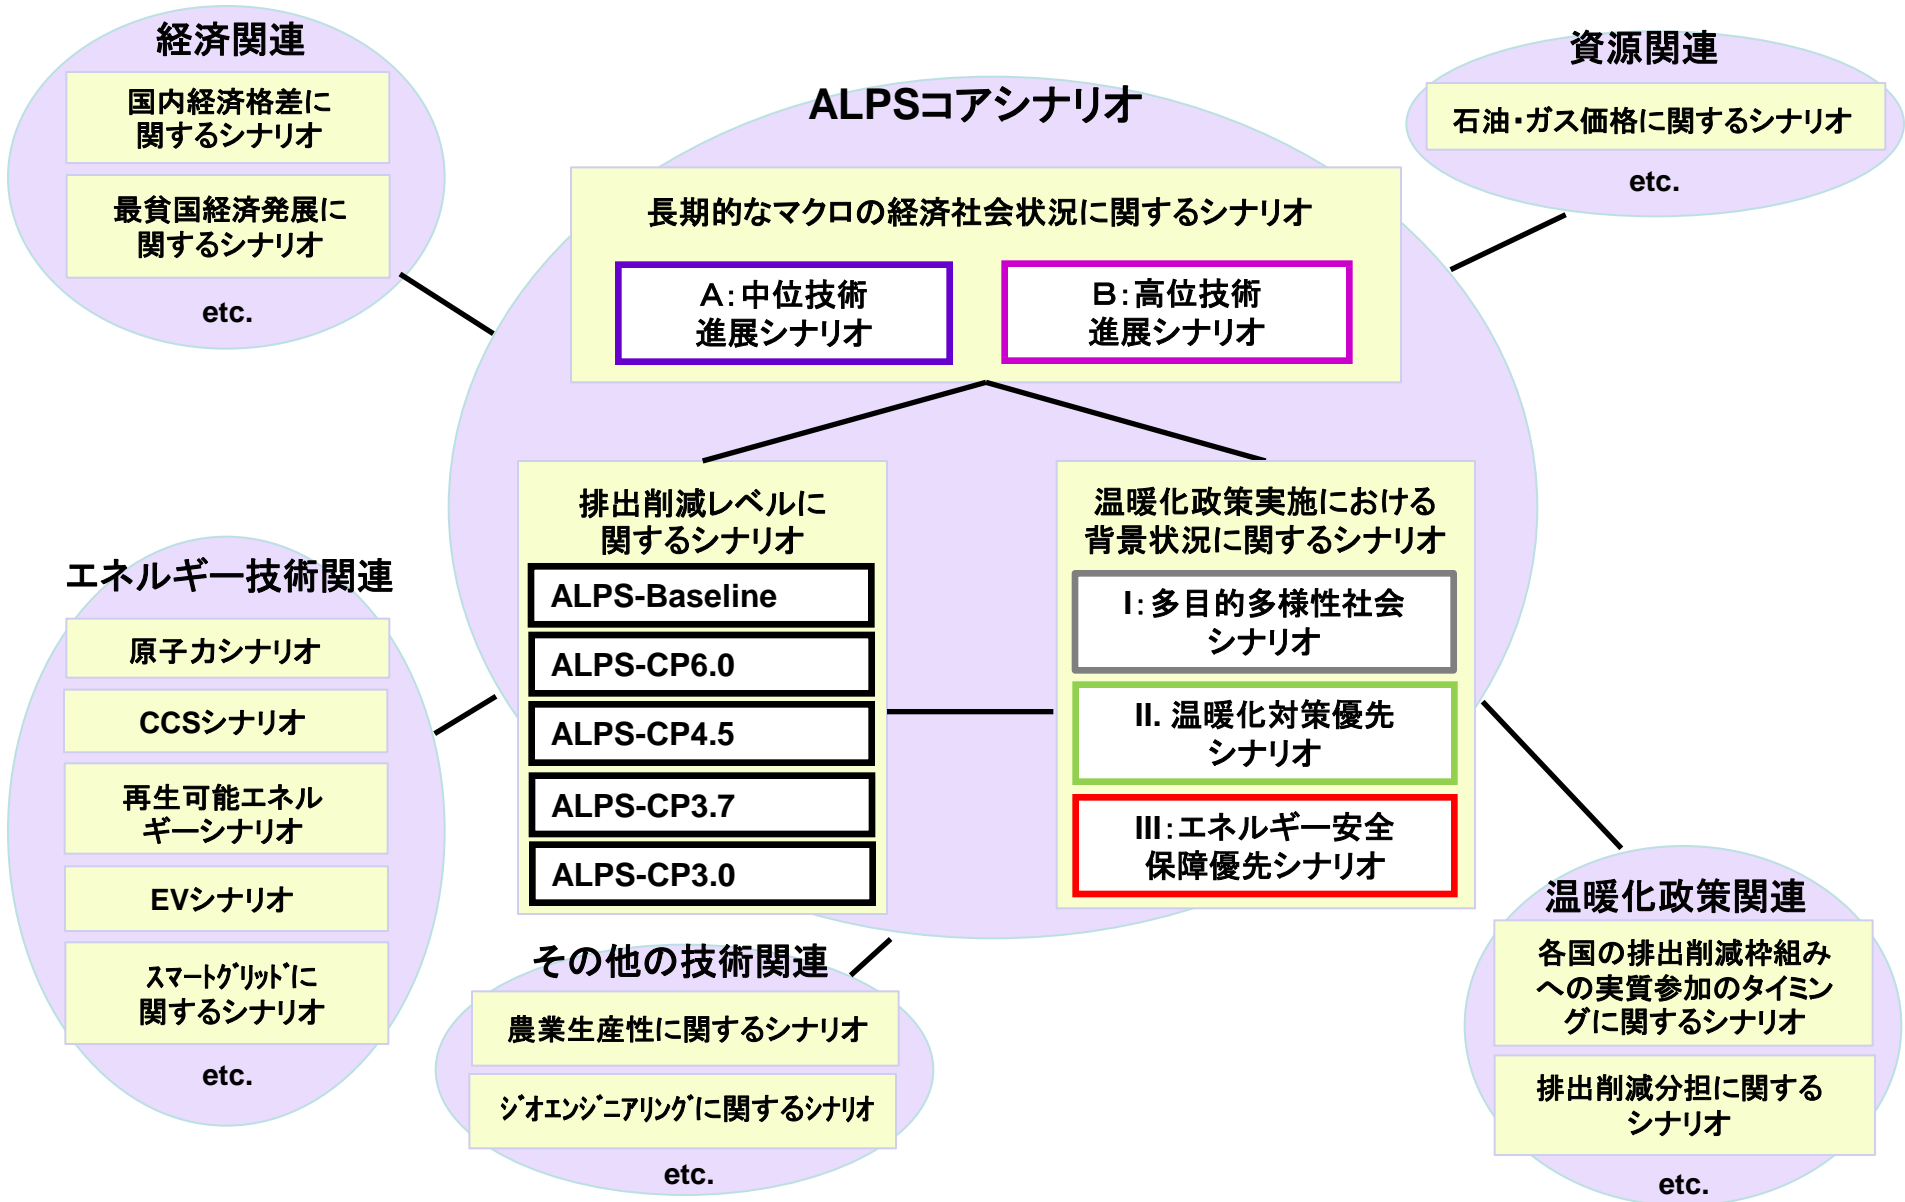 経済関連
国内経済格差に
関するシナリオ
最貧国経済発展に
関するシナリオ
etc.
資源関連
石油・ガス価格に関するシナリオ
etc.
ALPSコアシナリオ
長期的なマクロの経済社会状況に関するシナリオ
A：中位技術
進展シナリオ
B：高位技術
進展シナリオ
排出削減レベルに
関するシナリオ
ALPS-Baseline
ALPS-CP6.0
ALPS-CP4.5
ALPS-CP3.7
ALPS-CP3.0
温暖化政策実施における
背景状況に関するシナリオ
I：多目的多様性社会
シナリオ
II. 温暖化対策優先
シナリオ
III：エネルギー安全
保障優先シナリオ
エネルギー技術関連
原子力シナリオ
CCSシナリオ
再生可能エネル
ギーシナリオ
EVシナリオ
ｽﾏｰﾄｸﾞﾘｯﾄﾞに
関するシナリオ
etc.
その他の技術関連
農業生産性に関するシナリオ
ｼﾞｵｴﾝｼﾞﾆｱﾘﾝｸﾞに関するｼﾅﾘｵ
etc.
温暖化政策関連
各国の排出削減枠組み
への実質参加のタイミン
グに関するシナリオ
排出削減分担に関する
シナリオ
etc.